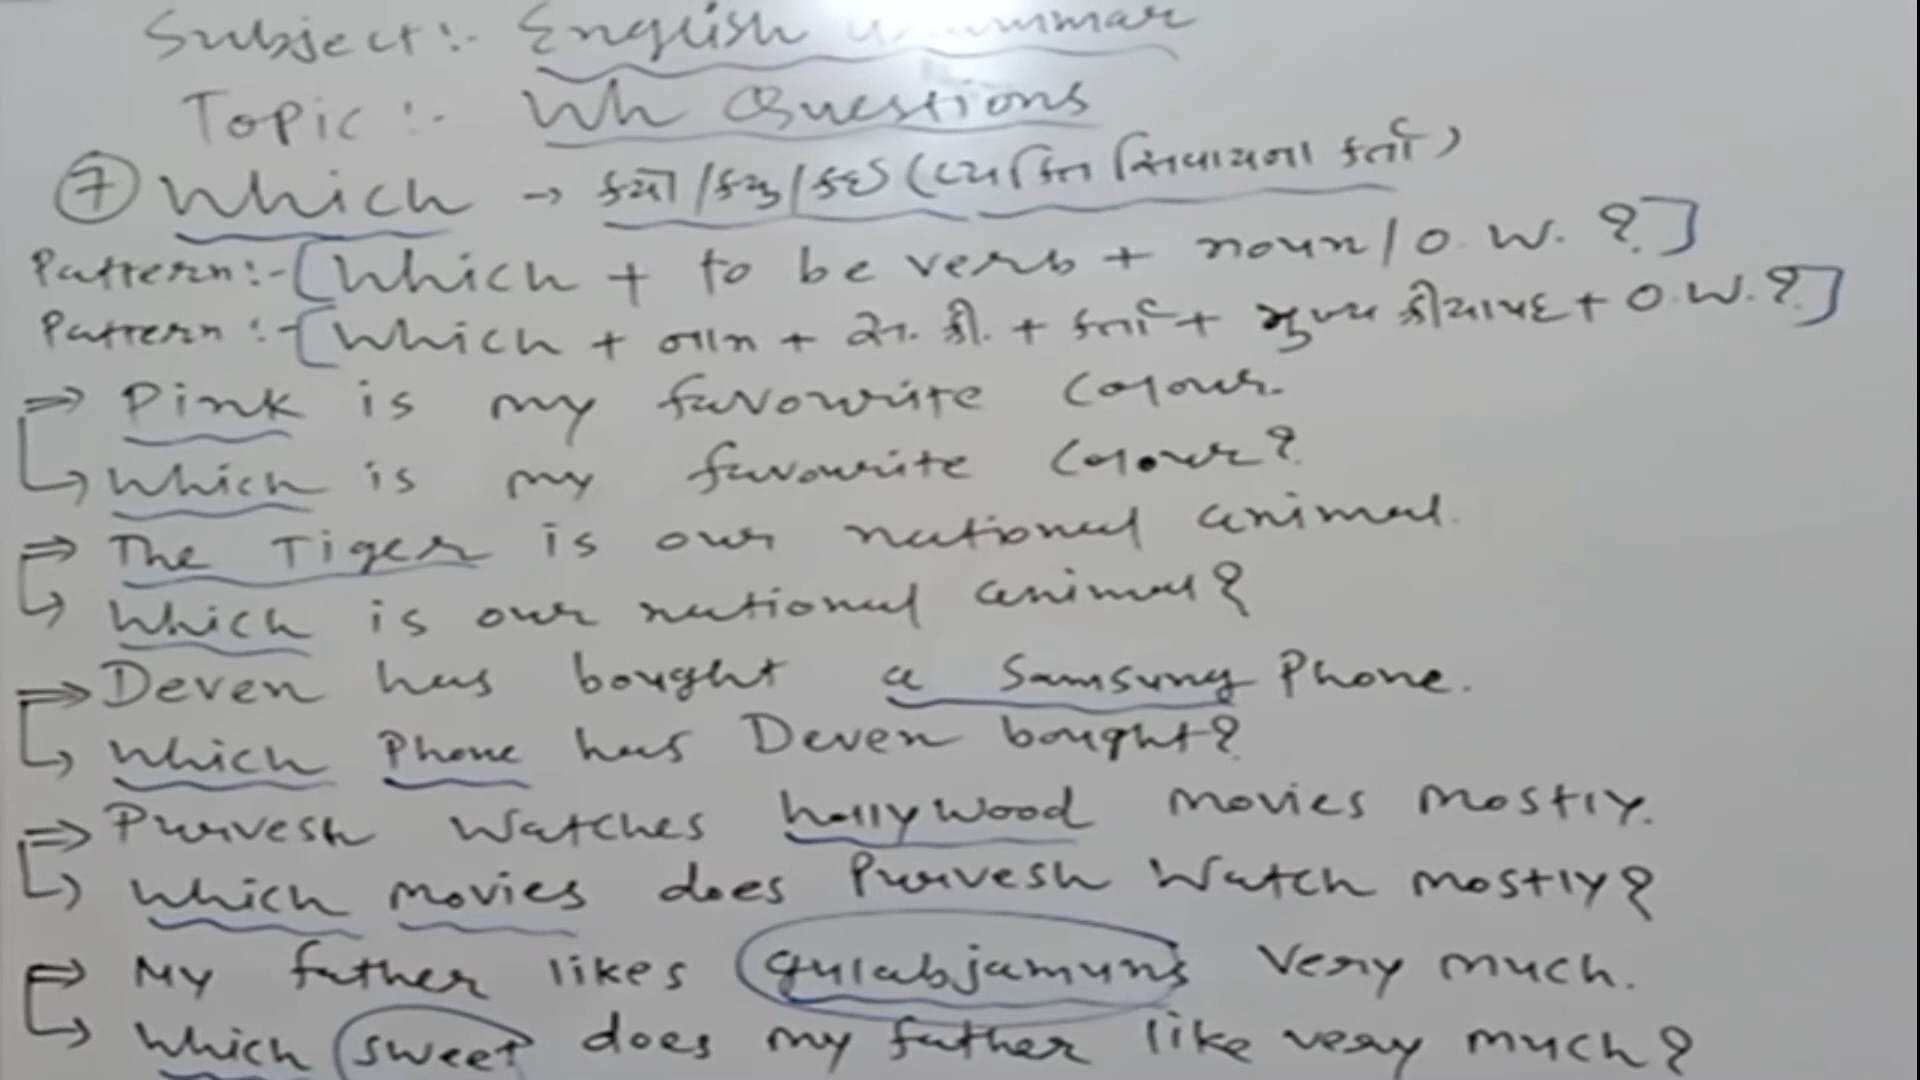 Subject:- English Grammar
Topic:- Wh Questions
7 Which → કયો/કયુ/કઈ (વ્યકિત સિવાયના કર્તા)
Pattern:- [Which + to be verb + noun/O.W.?]
Pattern:- [Which + નામ + સ.ક્રી. + કર્તા + મુખ્ય ક્રીયાપદ + O.W.?]
⇒ Pink is my favowrite Colour.
↳ Which is my favourite Colour?
⇒ The Tiger is our national animal.
↳ Which is our national animal?
⇒ Deven has bought a Samsung Phone.
↳ Which Phone has Deven bought?
⇒ Purvesh Watches hollywood movies mostly.
↳ Which movies does Purvesh Watch mostly?
⇒ My father likes gulabjamuns very much.
↳ Which sweet does my father like very much?